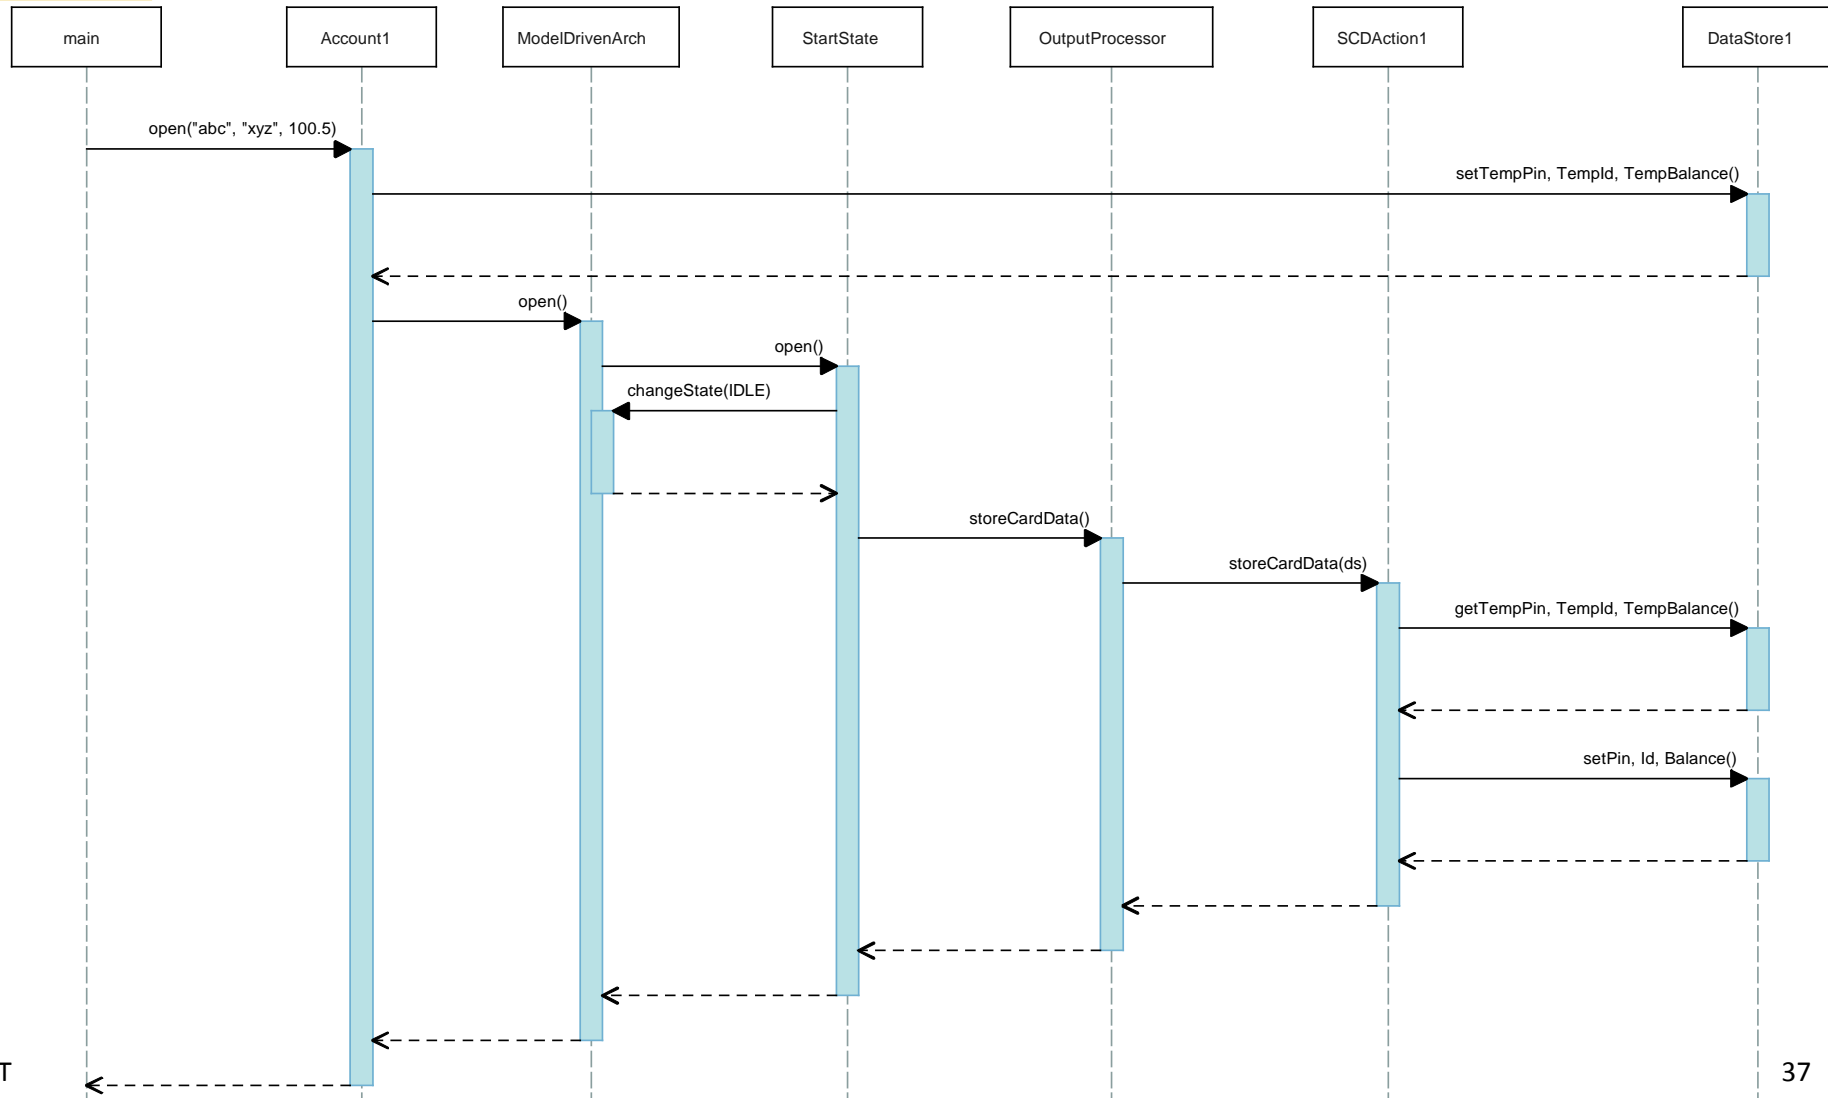 main
Account1
ModelDrivenArch
StartState
OutputProcessor
SCDAction1
DataStore1
open("abc", "xyz", 100.5)
setTempPin, TempId, TempBalance()
open()
open()
changeState(IDLE)
storeCardData()
storeCardData(ds)
getTempPin, TempId, TempBalance()
setPin, Id, Balance()
T
37